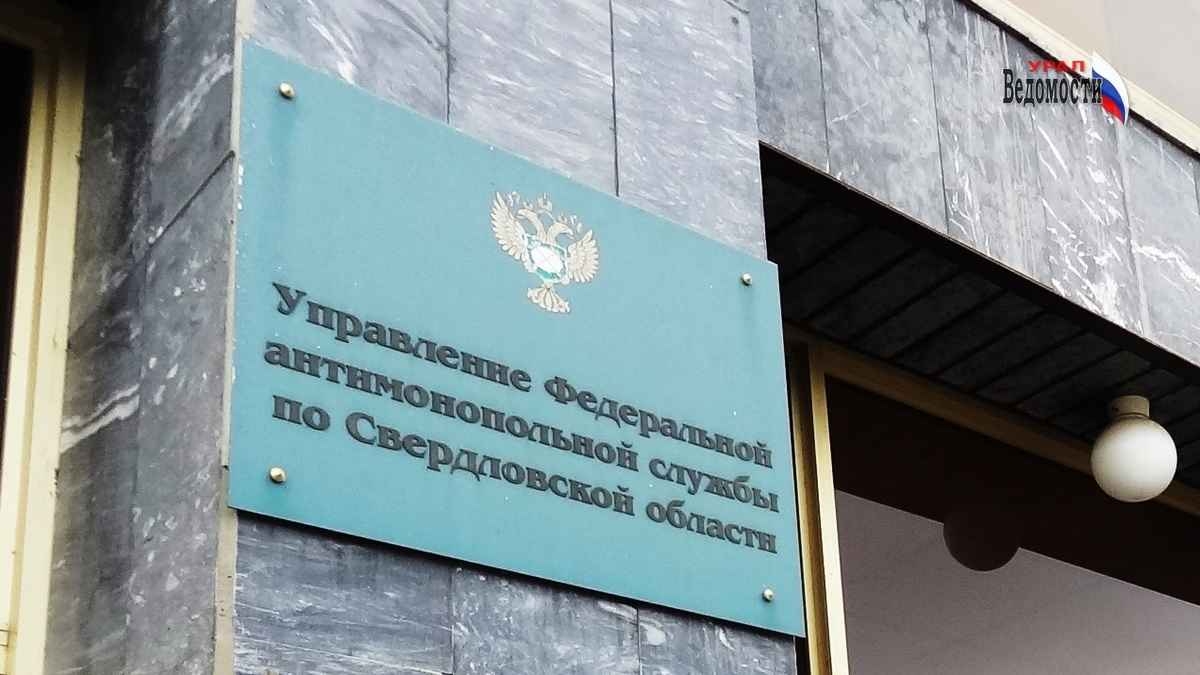 УРАЛ
Ведомости
Управление Федеральной
антимонопольной службы
по Свердловской области